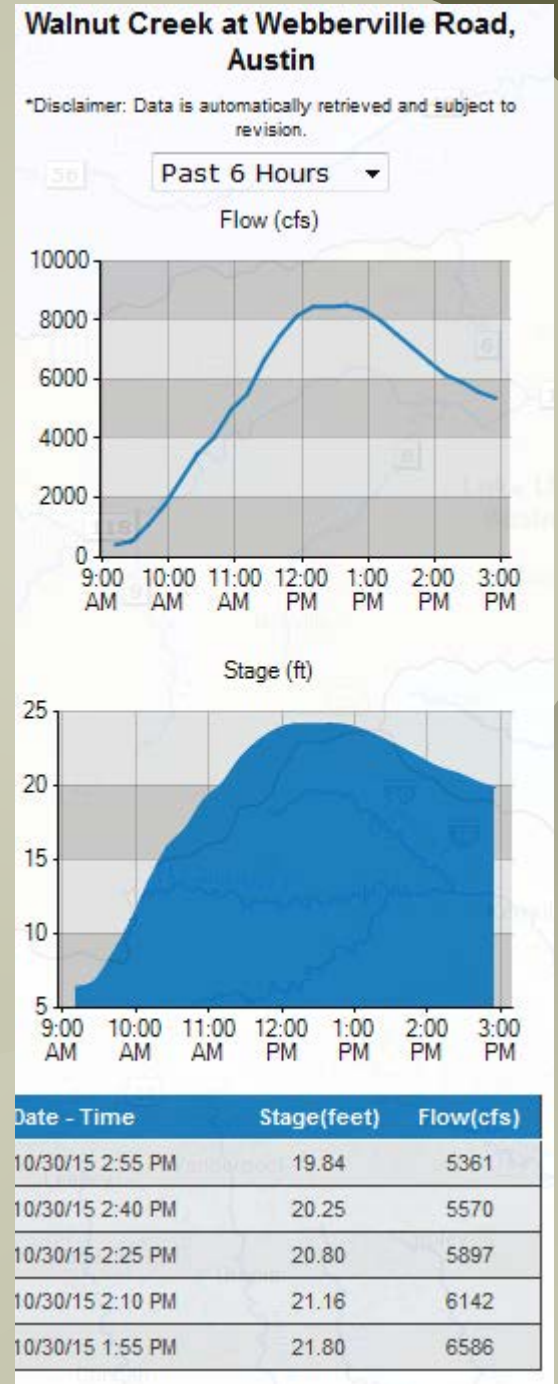 Walnut Creek at Webberville Road,
Austin
*Disclaimer: Data is automatically retrieved and subject to
revision.
Past 6 Hours
Flow (cfs)
10000
8000
6000
4000
2000
0
9:00 10:00 11:00 12:00 1:00 2:00 3:00
AM AM AM PM PM PM PM
Stage (ft)
25
20
15
10
5
9:00 10:00 11:00 12:00 1:00 2:00 3:00
AM AM AM PM PM PM PM
Date - Time Stage(feet) Flow(cfs)
10/30/15 2:55 PM 19.84 5361
10/30/15 2:40 PM 20.25 5570
10/30/15 2:25 PM 20.80 5897
10/30/15 2:10 PM 21.16 6142
10/30/15 1:55 PM 21.80 6586